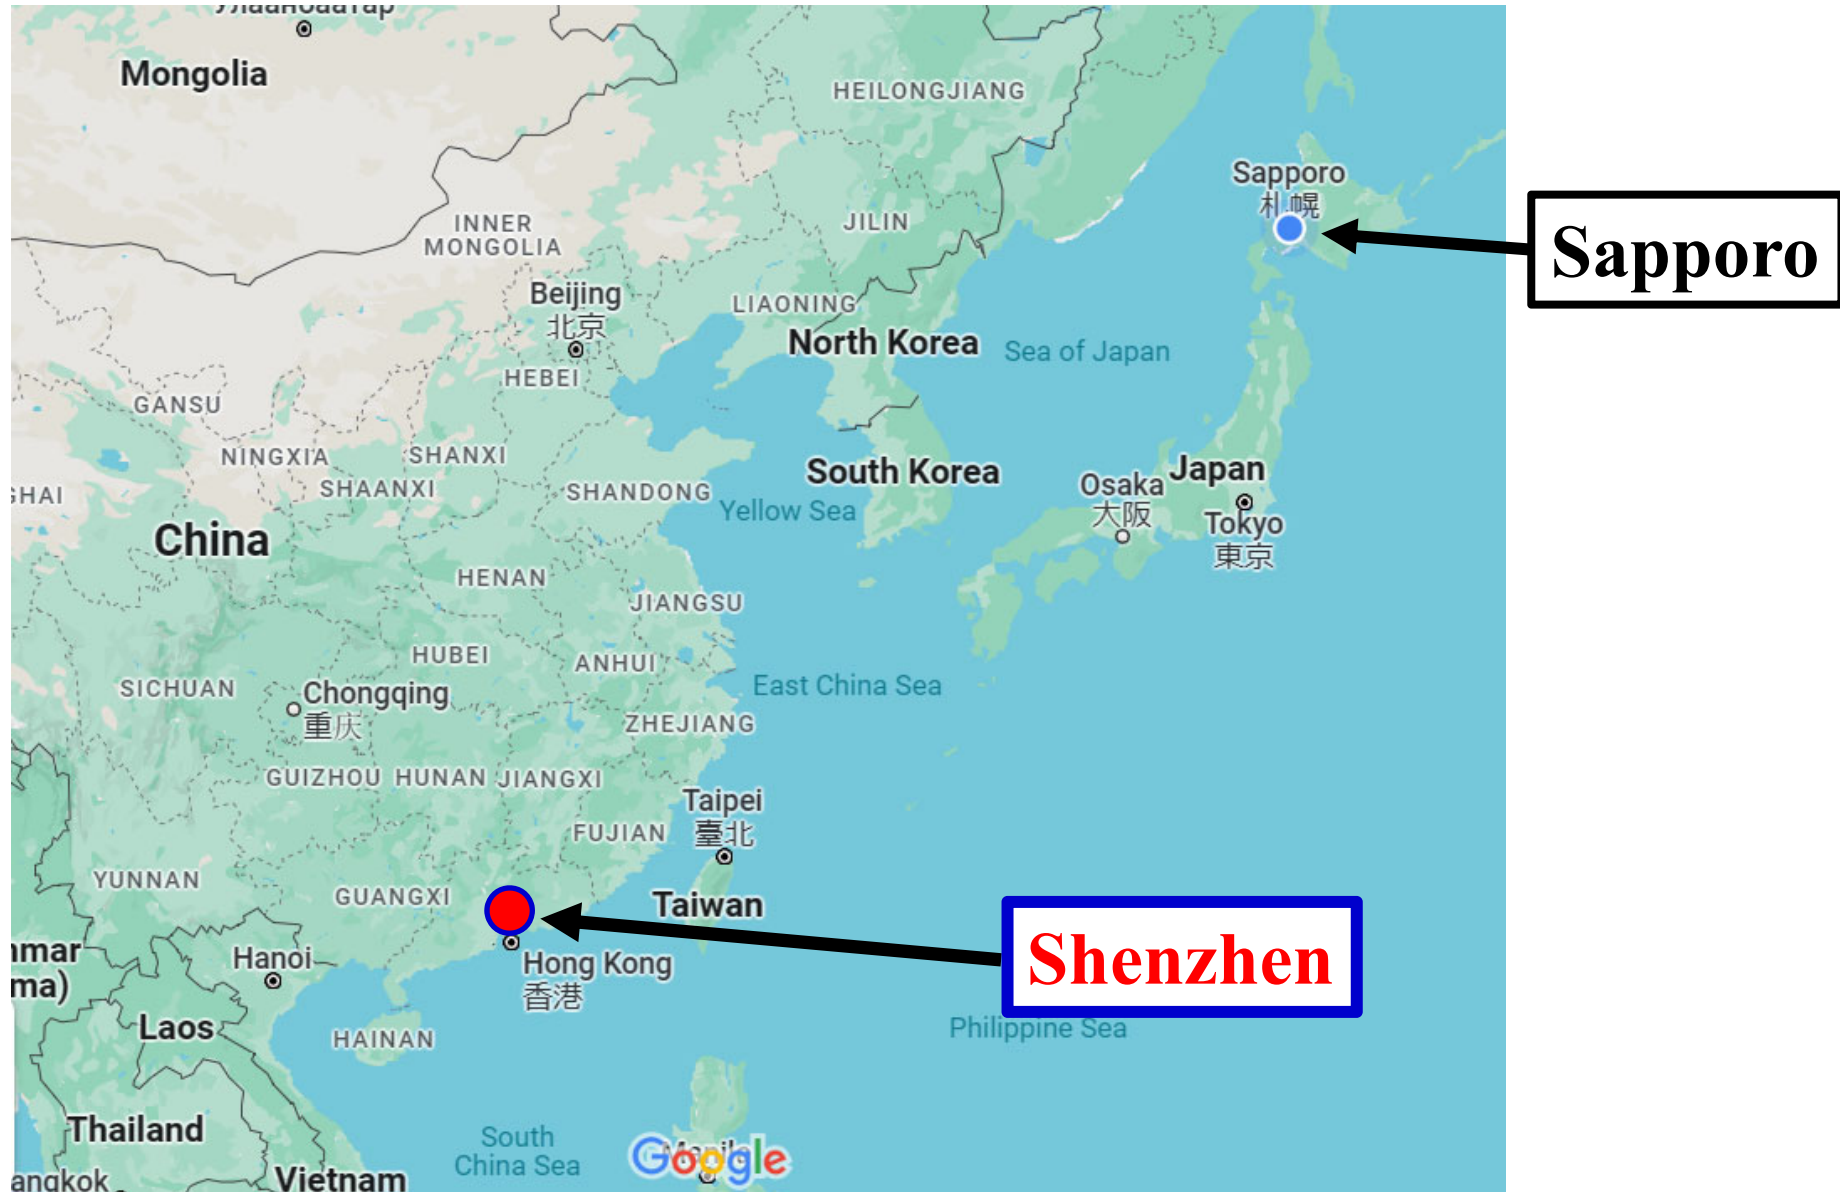 Mongolia
HEILONGJIANG
Sapporo
札幌
Sapporo
INNER
MONGOLIA
JILIN
Beijing
北京
LIAONING
North Korea
Sea of Japan
HEBEI
GANSU
NINGXIA
SHANXI
SHAANXI
SHANDONG
South Korea
Yellow Sea
Osaka
大阪
Japan
Tokyo
東京
China
HENAN
JIANGSU
HUBEI
ANHUI
SICHUAN
Chongqing
重庆
East China Sea
ZHEJIANG
GUIZHOU
HUNAN
JIANGXI
Taipei
臺北
FUJIAN
YUNNAN
GUANGXI
Taiwan
Shenzhen
Hanoi
Hong Kong
香港
nmar
ma)
Laos
HAINAN
Philippine Sea
Thailand
South
China Sea
Google
angkok
Vietnam